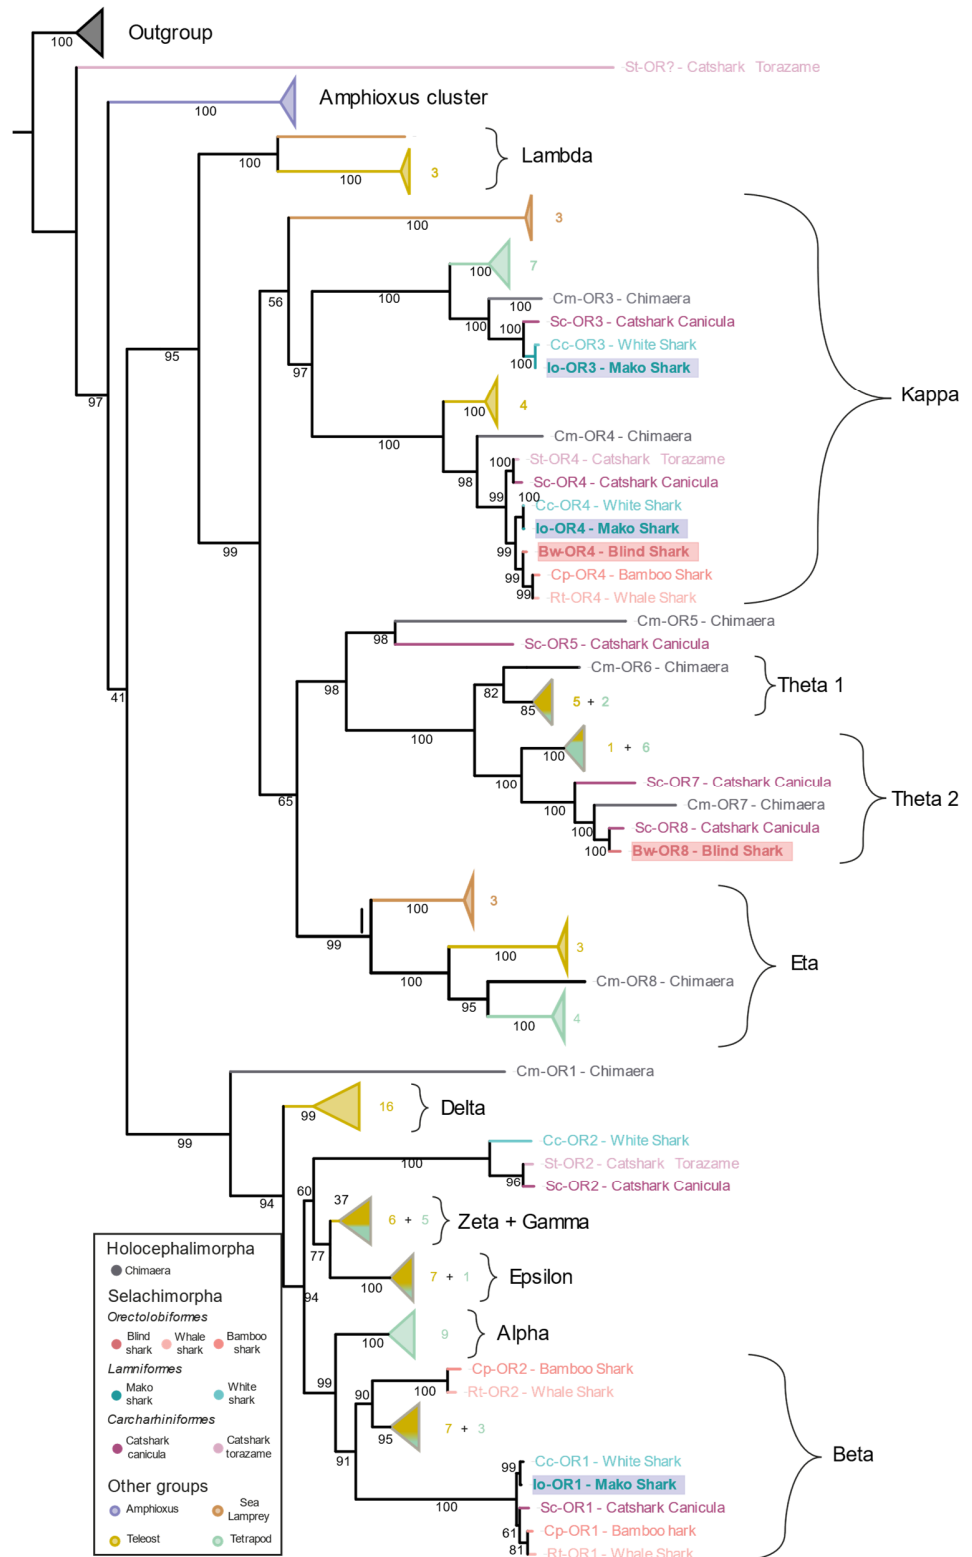 100
Outgroup
St-OR? - Catshark Torazame
100
Amphioxus cluster
100
100
3
Lambda
100
3
100
7
56
100
Cm-OR3 - Chimaera
100
100
100
Sc-OR3 - Catshark Canicula
Cc-OR3 - White Shark
100
Io-OR3 - Mako Shark
95
97
97
100
4
Kappa
100
Cm-OR4 - Chimaera
98
100
St-OR4 - Catshark Torazame
Sc-OR4 - Catshark Canicula
99
100
Cc-OR4 - White Shark
Io-OR4 - Mako Shark
99
99
Bw-OR4 - Blind Shark
99
Cp-OR4 - Bamboo Shark
99
Rt-OR4 - Whale Shark
Cm-OR5 - Chimaera
98
Sc-OR5 - Catshark Canicula
41
98
82
Cm-OR6 - Chimaera
85
5 + 2
Theta 1
100
100
1 + 6
100
Sc-OR7 - Catshark Canicula
65
100
Cm-OR7 - Chimaera
Theta 2
100
Sc-OR8 - Catshark Canicula
100
Bw-OR8 - Blind Shark
100
3
99
100
3
100
Cm-OR8 - Chimaera
Eta
95
100
4
Cm-OR1 - Chimaera
99
99
16
Delta
Cc-OR2 - White Shark
100
St-OR2 - Catshark Torazame
96
Sc-OR2 - Catshark Canicula
94
60
37
6 + 5
Zeta + Gamma
77
100
7 + 1
Epsilon
94
100
9
Alpha
99
Cp-OR2 - Bamboo Shark
100
Rt-OR2 - Whale Shark
90
95
7 + 3
91
Beta
99
Cc-OR1 - White Shark
Io-OR1 - Mako Shark
100
Sc-OR1 - Catshark Canicula
61
Cp-OR1 - Bamboo hark
81
Rt-OR1 - Whale Shark
Holocephalimorpha
Chimaera
Selachimorpha
Orectolobiformes
Blind shark
Whale shark
Bamboo shark
Lamniformes
Mako shark
White shark
Carcharhiniformes
Catshark canicula
Catshark torazame
Other groups
Amphioxus
Sea Lamprey
Teleost
Tetrapod